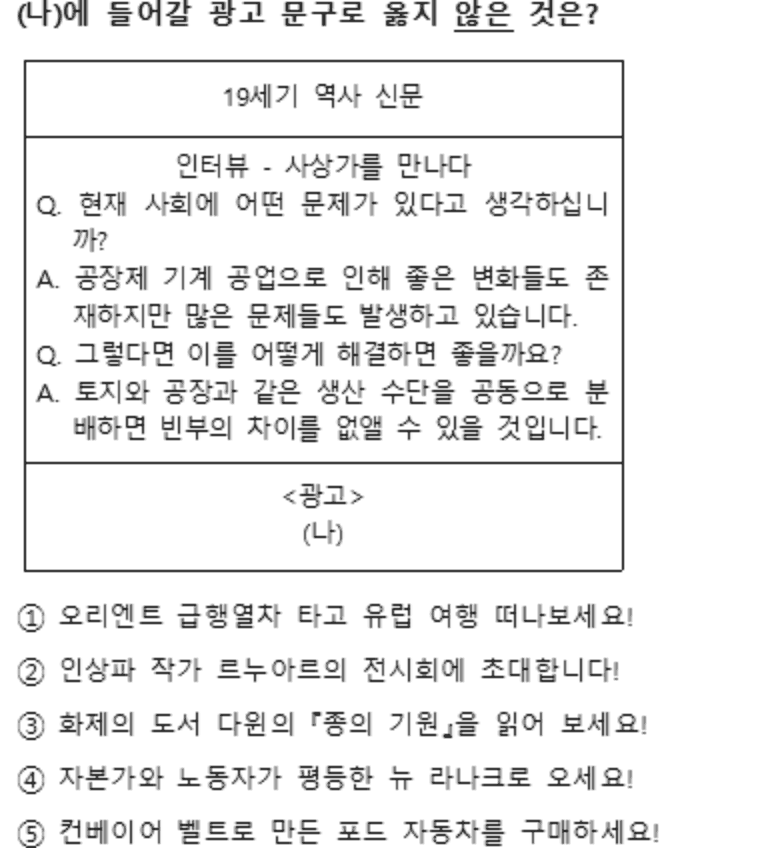 (나)에 들어갈 광고 문구로 옳지 않은 것은?
19세기 역사 신문
인터뷰 - 사상가를 만나다
Q. 현재 사회에 어떤 문제가 있다고 생각하십니
까?
A. 공장제 기계 공업으로 인해 좋은 변화들도 존
재하지만 많은 문제들도 발생하고 있습니다.
Q. 그렇다면 이를 어떻게 해결하면 좋을까요?
A. 토지와 공장과 같은 생산 수단을 공동으로 분
배하면 빈부의 차이를 없앨 수 있을 것입니다.
<광고>
(나)
① 오리엔트 급행열차 타고 유럽 여행 떠나보세요!
② 인상파 작가 르누아르의 전시회에 초대합니다!
③ 화제의 도서 다윈의『종의 기원』을 읽어 보세요!
④ 자본가와 노동자가 평등한 뉴 라나크로 오세요!
⑤ 컨베이어 벨트로 만든 포드 자동차를 구매하세요!